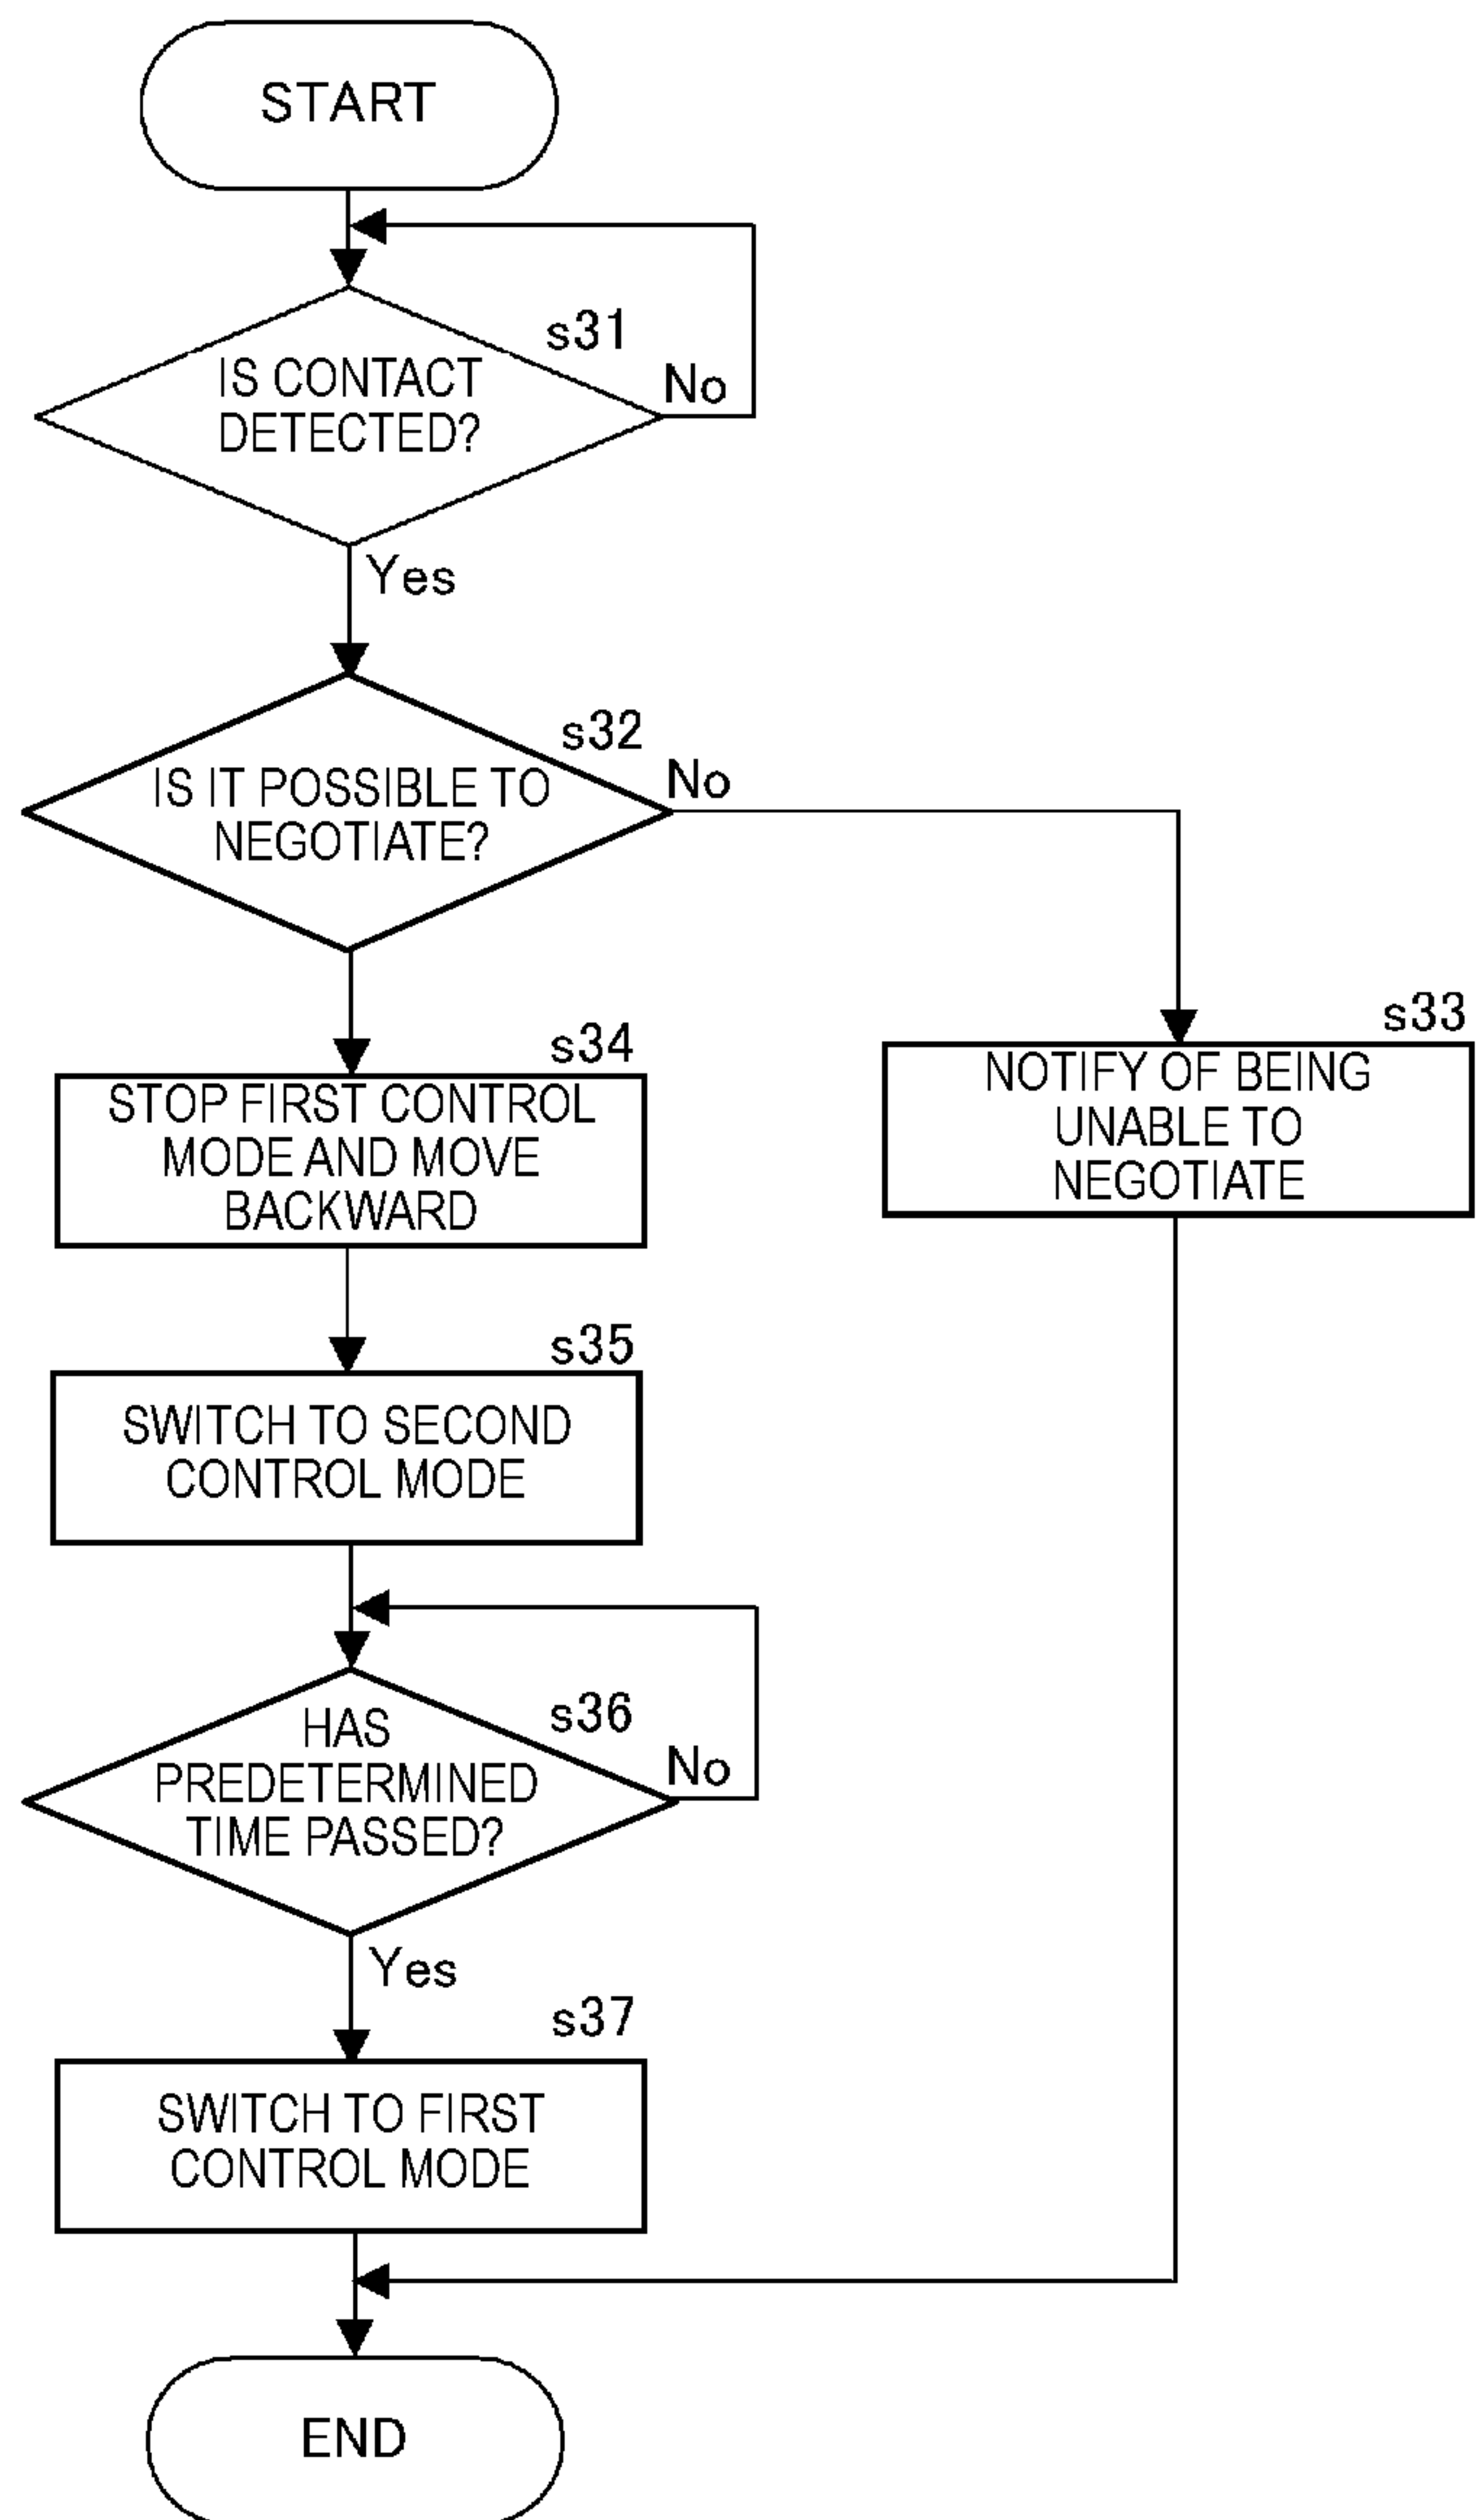 START
s31
IS CONTACT
DETECTED?
No
Yes
s32
IS IT POSSIBLE TO
NEGOTIATE?
No
s33
NOTIFY OF BEING
UNABLE TO
NEGOTIATE
s34
STOP FIRST CONTROL
MODE AND MOVE
BACKWARD
s35
SWITCH TO SECOND
CONTROL MODE
s36
HAS
PREDETERMINED
TIME PASSED?
No
Yes
s37
SWITCH TO FIRST
CONTROL MODE
END